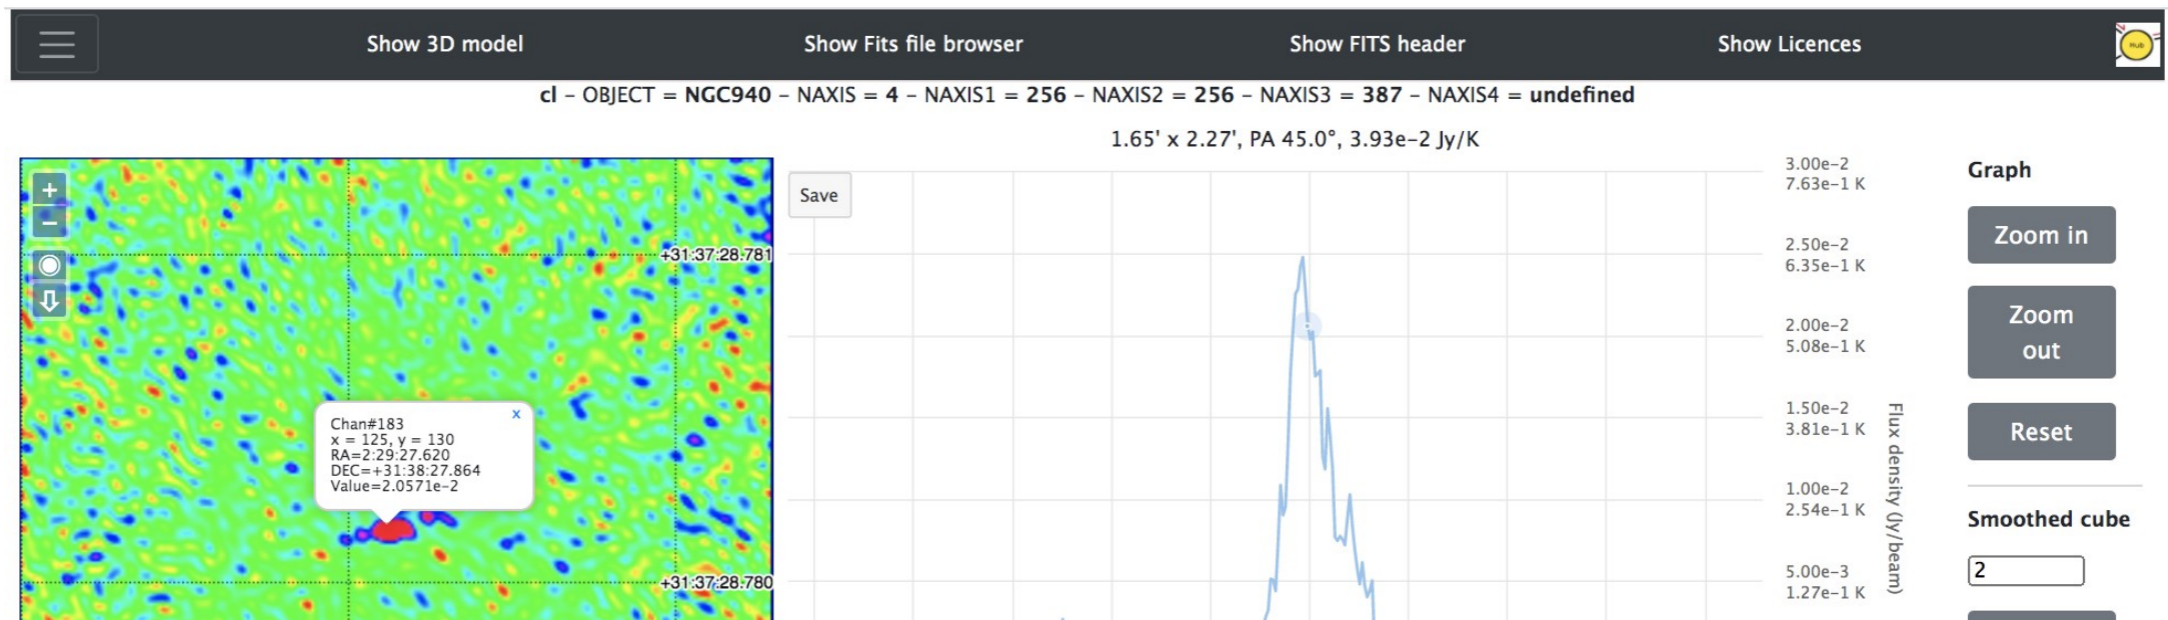 Show 3D model
Show Fits file browser
Show FITS header
Show Licences
Hub
cl – OBJECT = NGC940 – NAXIS = 4 – NAXIS1 = 256 – NAXIS2 = 256 – NAXIS3 = 387 – NAXIS4 = undefined
1.65' x 2.27', PA 45.0°, 3.93e-2 Jy/K
+
−
+31:37:28.781
x
Chan#183
x = 125, y = 130
RA=2:29:27.620
DEC=+31:38:27.864
Value=2.0571e-2
+31:37:28.780
Save
3.00e-2
7.63e-1 K
2.50e-2
6.35e-1 K
2.00e-2
5.08e-1 K
1.50e-2
3.81e-1 K
1.00e-2
2.54e-1 K
5.00e-3
1.27e-1 K
Flux density (Jy/beam)
Graph
Zoom in
Zoom
out
Reset
Smoothed cube
2